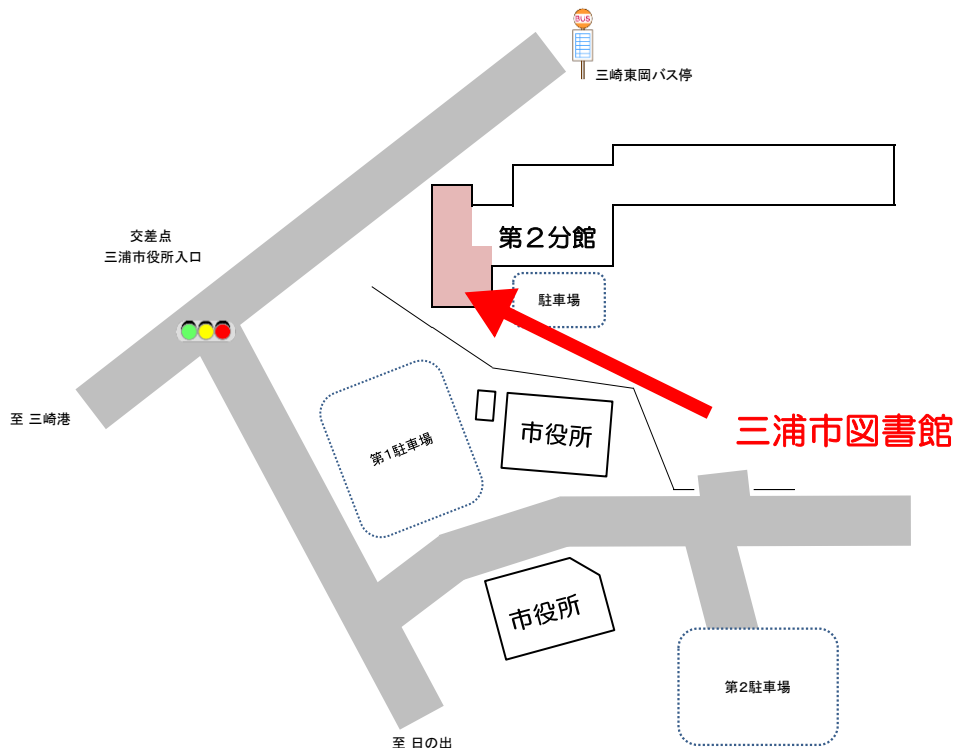 BUS
三崎東岡バス停
交差点
三浦市役所入口
第２分館
駐車場
至 三崎港
第1駐車場
市役所
三浦市図書館
市役所
第2駐車場
至 日の出